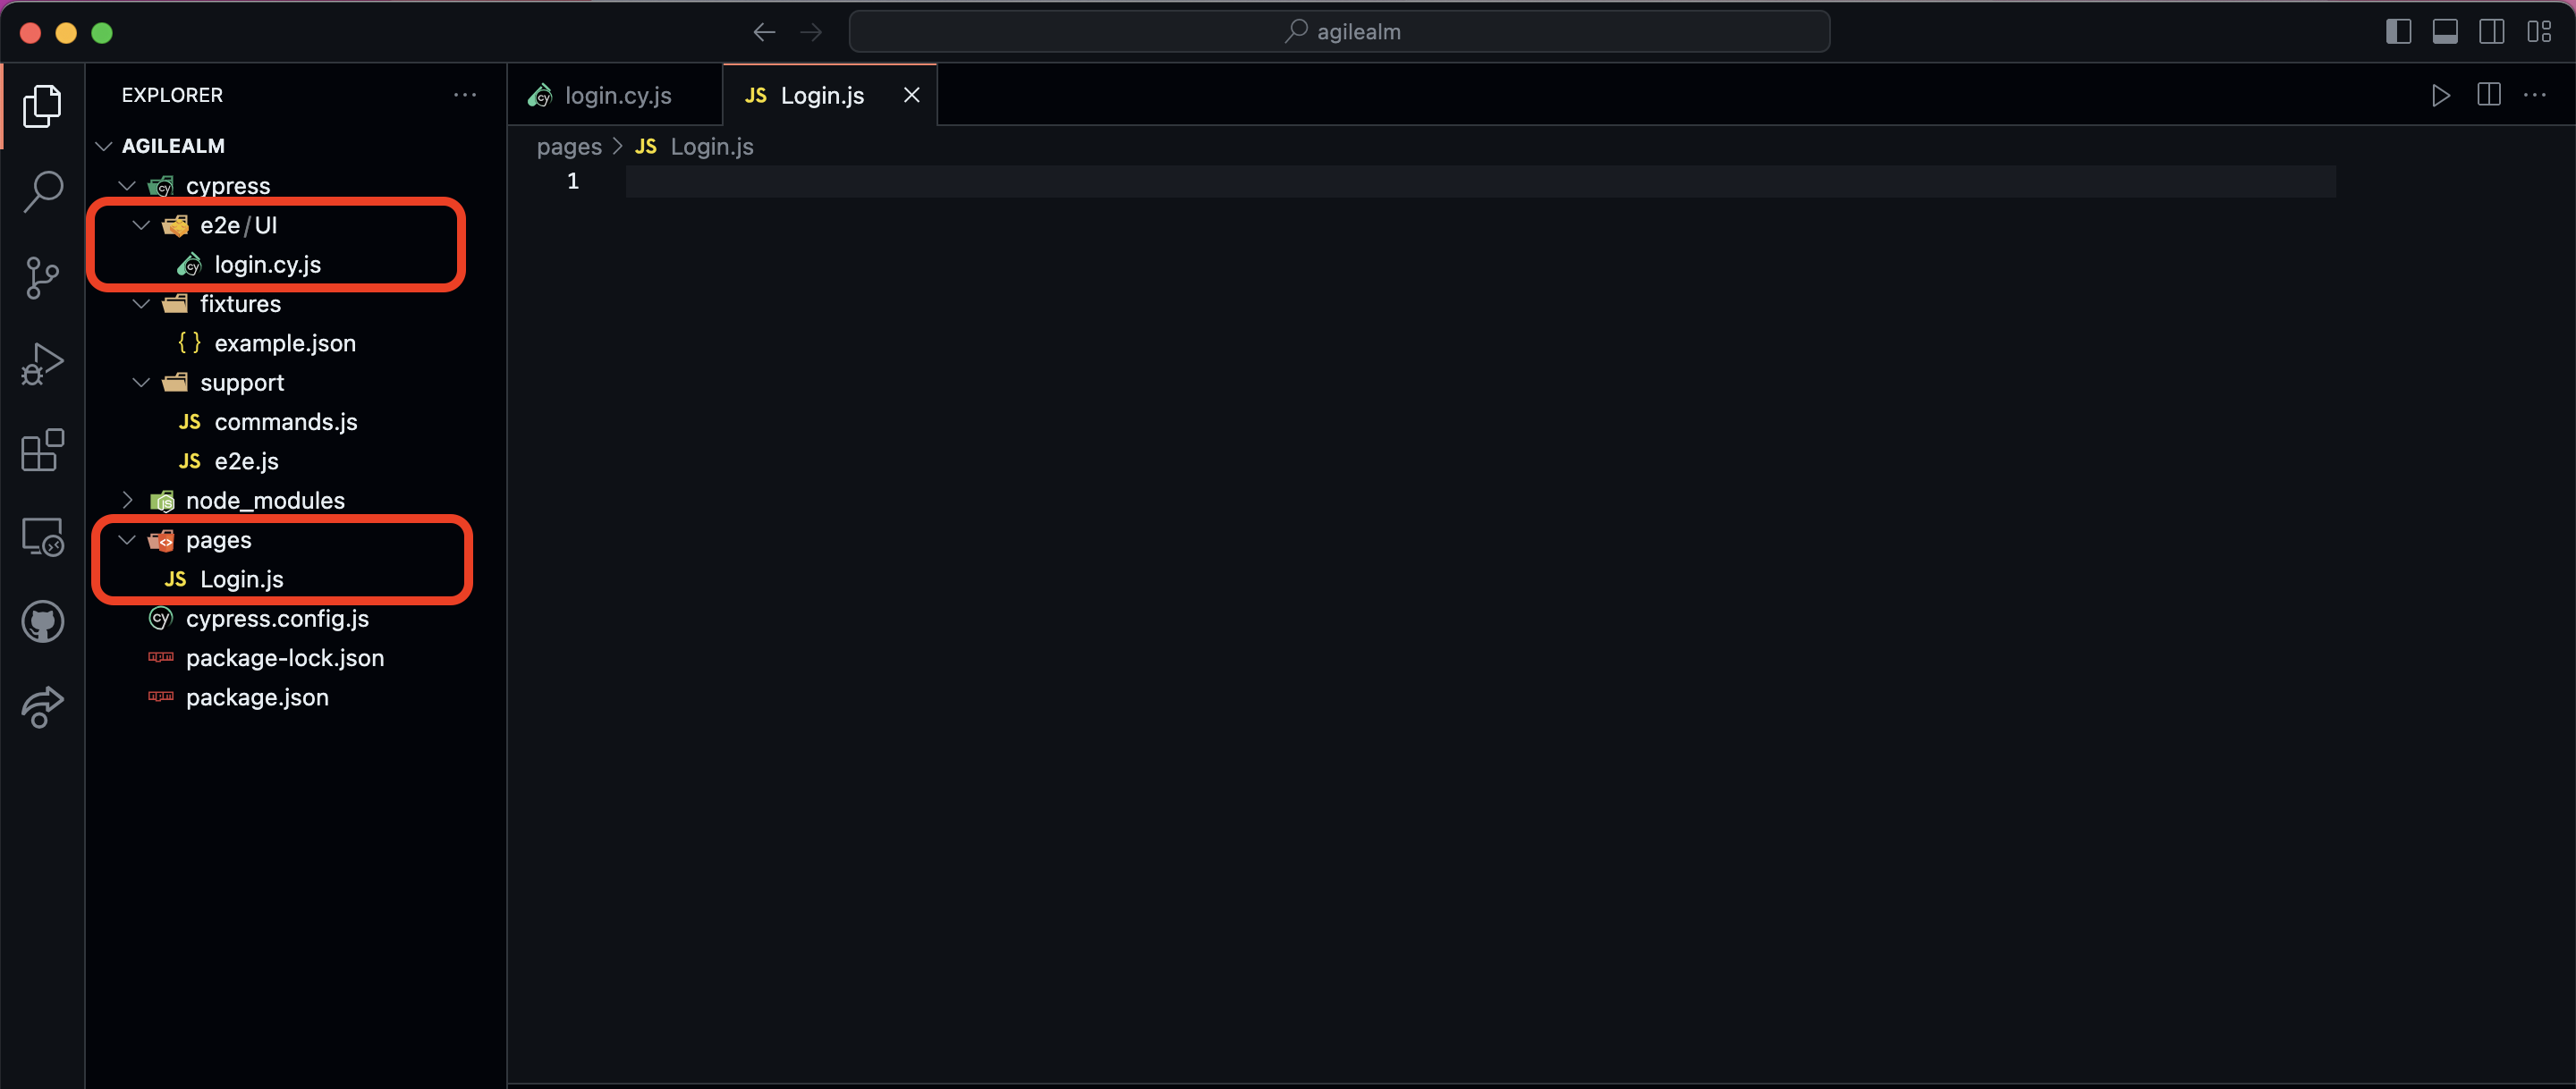 agilealm
EXPLORER
login.cy.js
JS Login.js
AGILEALM
pages > JS Login.js
1
cypress
e2e/UI
login.cy.js
fixtures
{ } example.json
support
JS commands.js
JS e2e.js
node_modules
pages
JS Login.js
cypress.config.js
package-lock.json
package.json